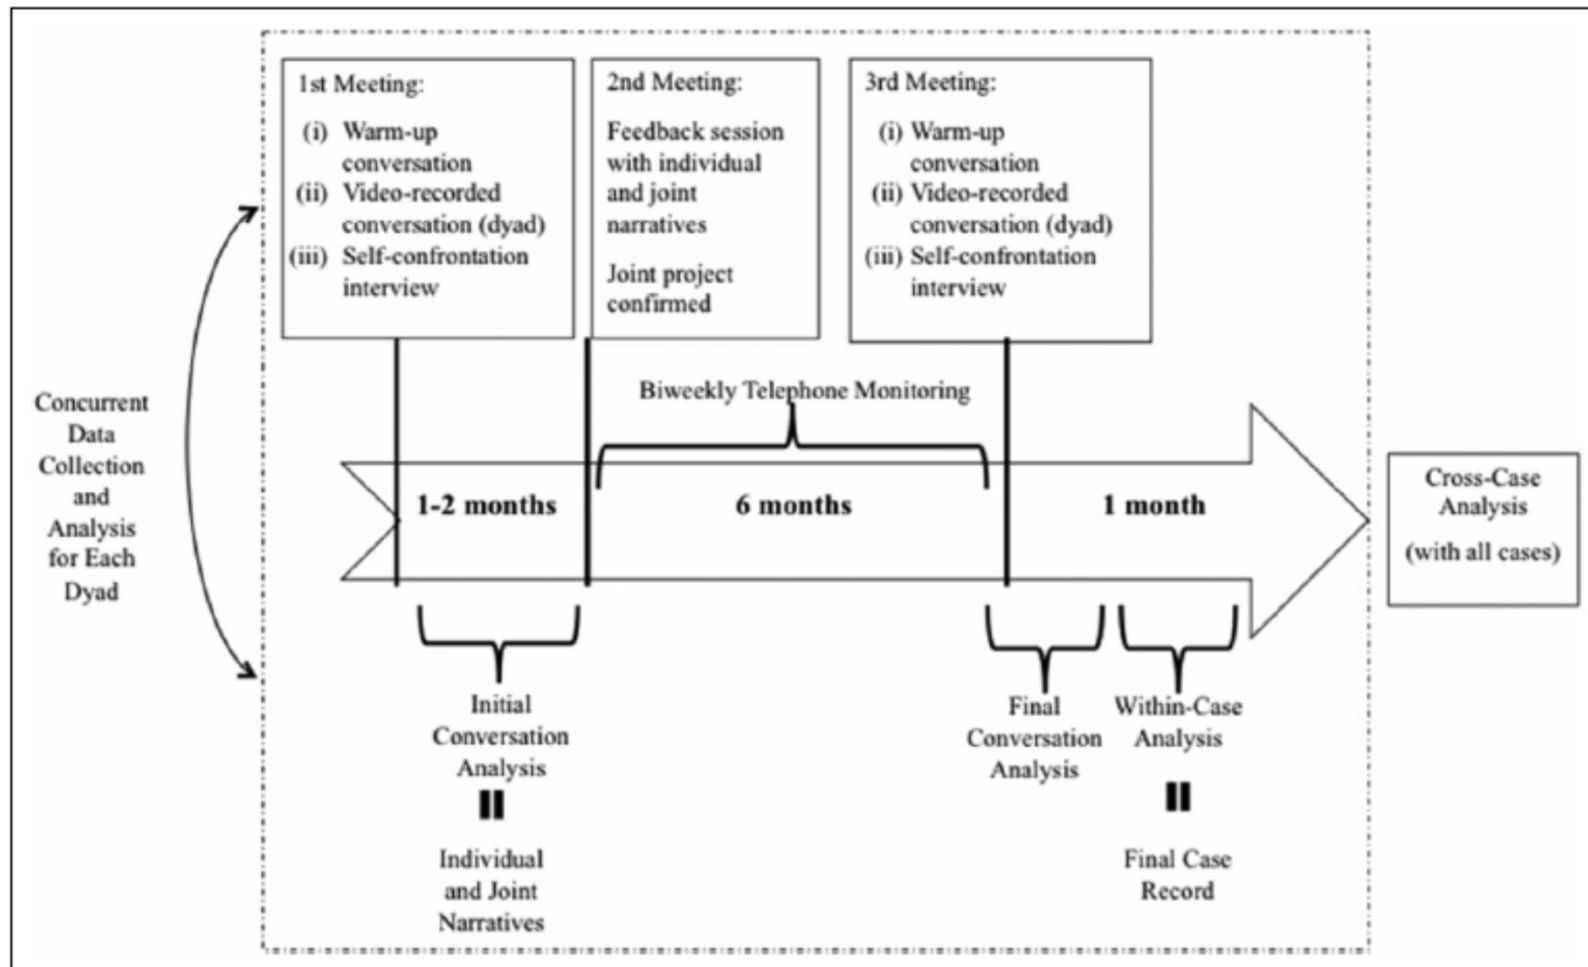 1st Meeting:
(i) Warm-up
conversation
(ii) Video-recorded
conversation (dyad)
(iii) Self-confrontation
interview
2nd Meeting:
Feedback session
with individual
and joint
narratives
Joint project
confirmed
3rd Meeting:
(i) Warm-up
conversation
(ii) Video-recorded
conversation (dyad)
(iii) Self-confrontation
interview
Biweekly Telephone Monitoring
Concurrent
Data
Collection
and
Analysis
for Each
Dyad
1-2 months
6 months
1 month
Cross-Case
Analysis
(with all cases)
Initial
Conversation
Analysis
Individual
and Joint
Narratives
Final
Conversation
Analysis
Within-Case
Analysis
Final Case
Record